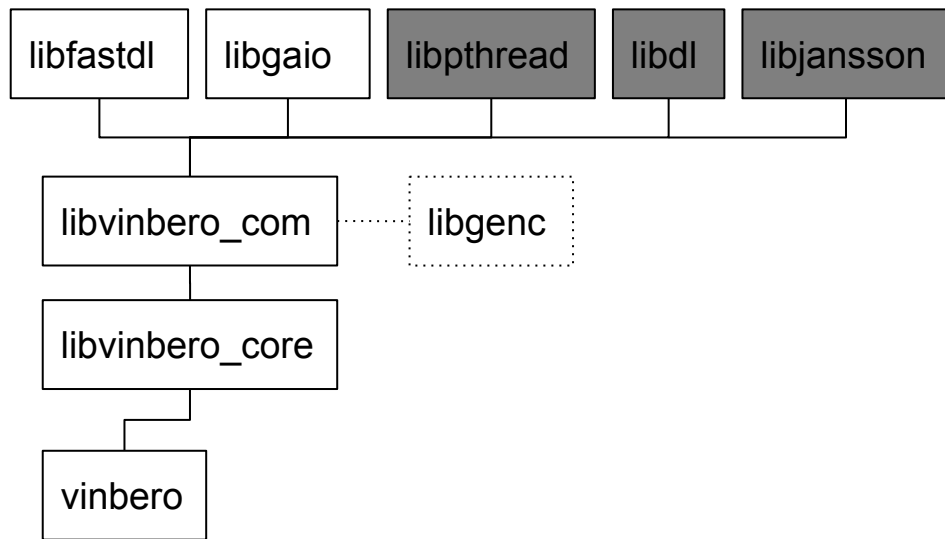 libfastdl
libgaio
libpthread
libdl
libjansson
libvinbero_com
libgenc
libvinbero_core
vinbero